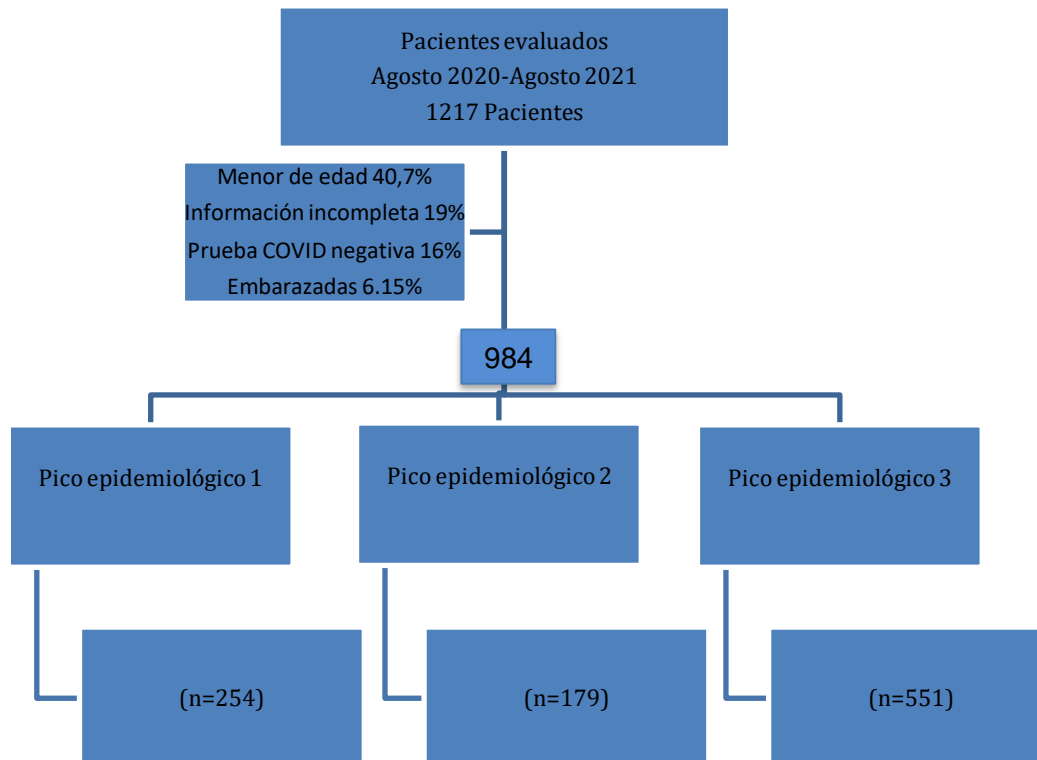 Pacientes evaluados
Agosto 2020-Agosto 2021
1217 Pacientes
Menor de edad 40,7%
Información incompleta 19%
Prueba COVID negativa 16%
Embarazadas 6.15%
984
Pico epidemiológico 1
Pico epidemiológico 2
Pico epidemiológico 3
(n=254)
(n=179)
(n=551)